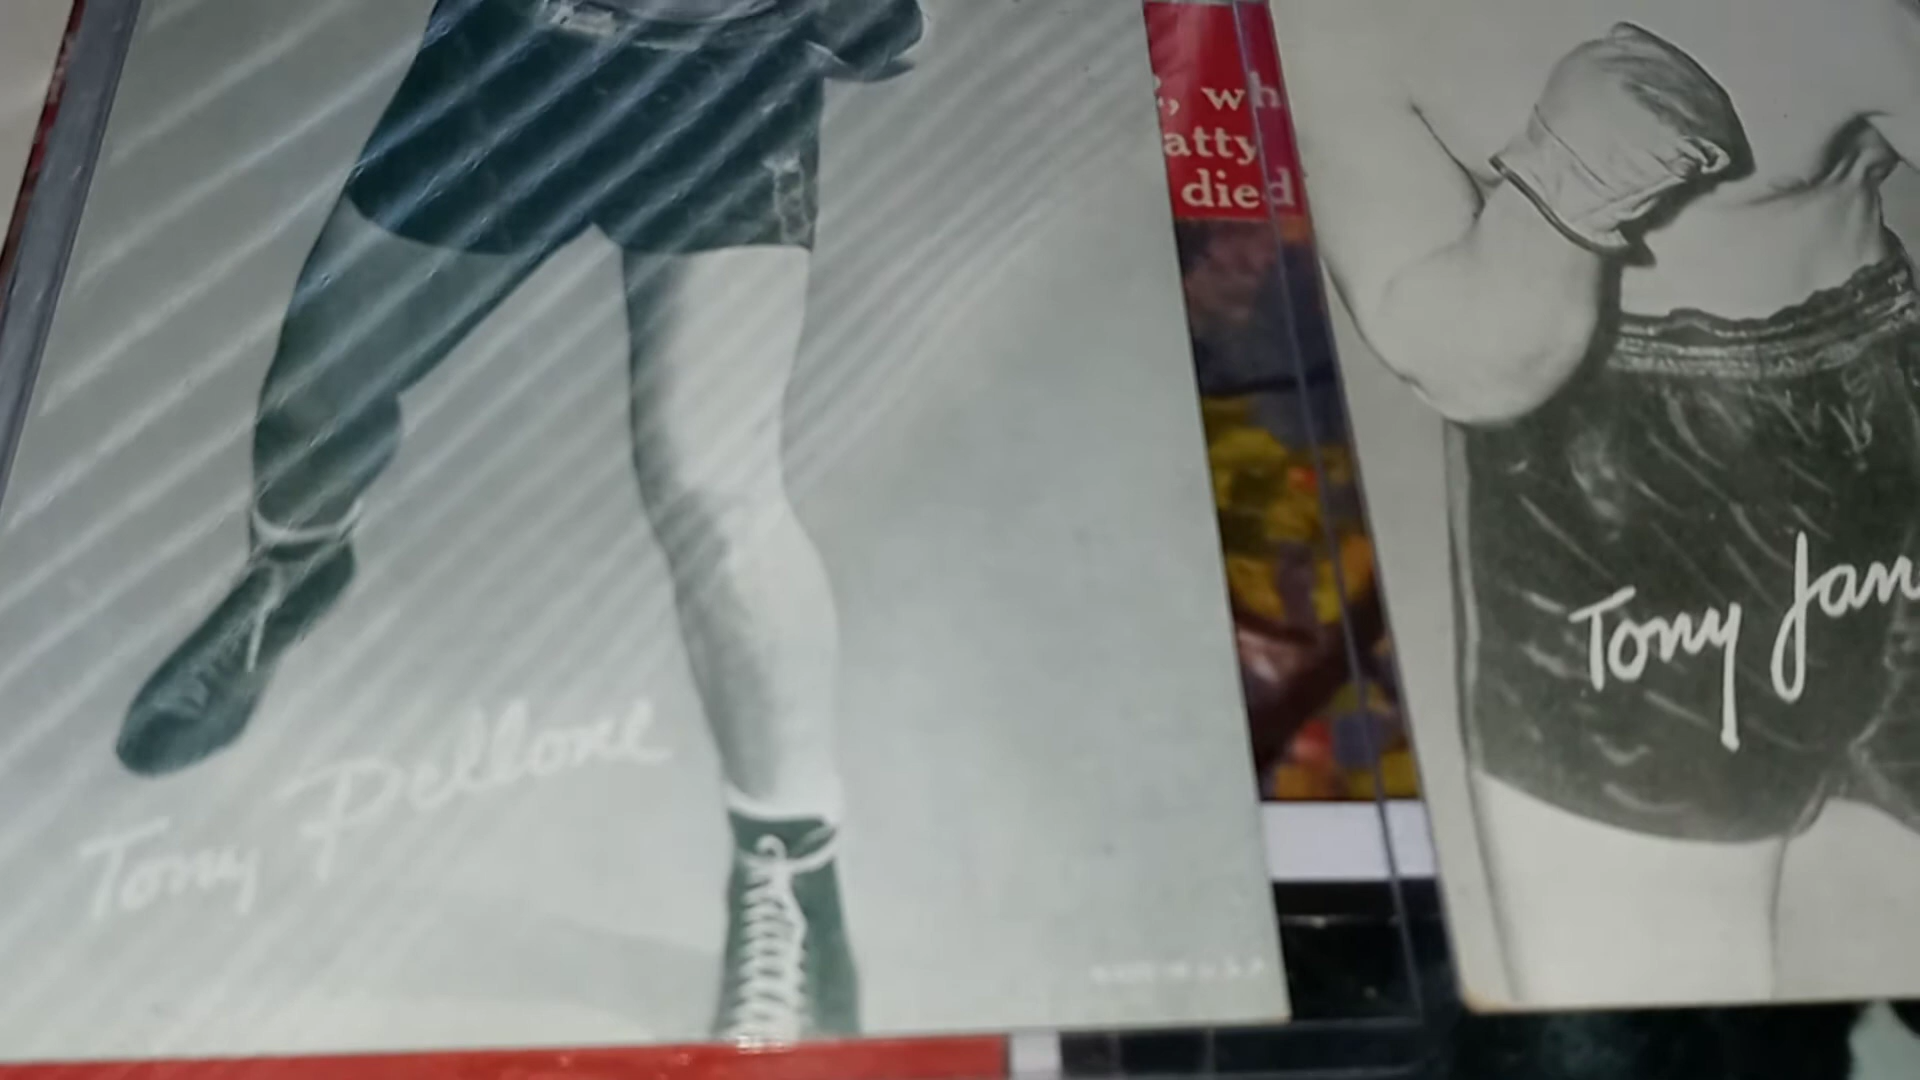 Tony Pellone
MADE IN U.S.A.
, wh
atty
died
Tony Jan